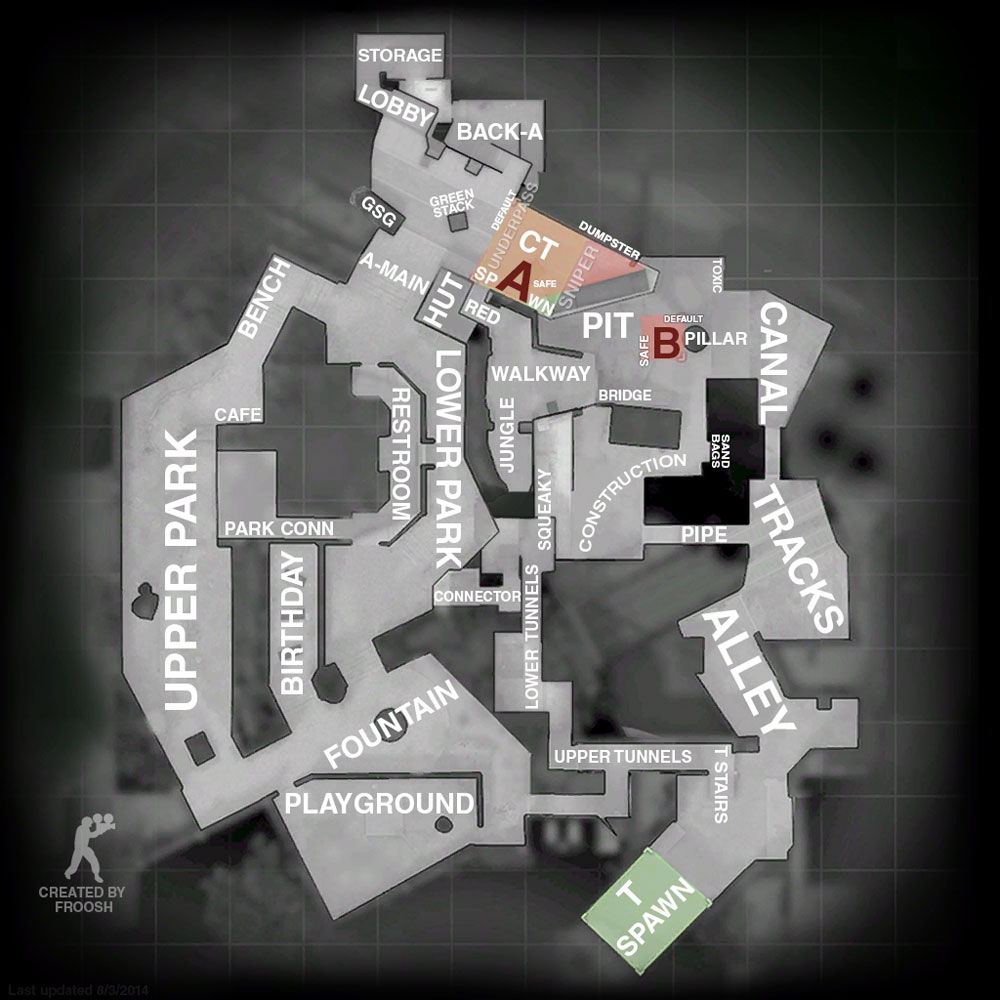 STORAGE
LOBBY
BACK-A
GREEN
STACK
GSG
DEFAULT
UNDERPASS
DUMPSTER
CT
SPAWN
A
SAFE
SNIPER
A-MAIN
HUT
RED
BENCH
TOXIC
PIT
DEFAULT
SAFE
B
PILLAR
CANAL
WALKWAY
BRIDGE
LOWER PARK
JUNGLE
RESTROOM
CAFE
UPPER PARK
SAND
BAGS
CONSTRUCTION
SQUEAKY
PARK CONN
PIPE
TRACKS
BIRTHDAY
CONNECTOR
LOWER TUNNELS
ALLEY
FOUNTAIN
UPPER TUNNELS
T STAIRS
PLAYGROUND
T
SPAWN
CREATED BY
FROOSH
Last updated 8/3/2014